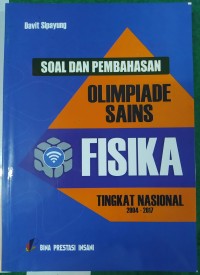 Davit Sipayung
SOAL DAN PEMBAHASAN
OLIMPIADE
SAINS
FISIKA
TINGKAT NASIONAL
2004 - 2017
BINA PRESTASI INSANI